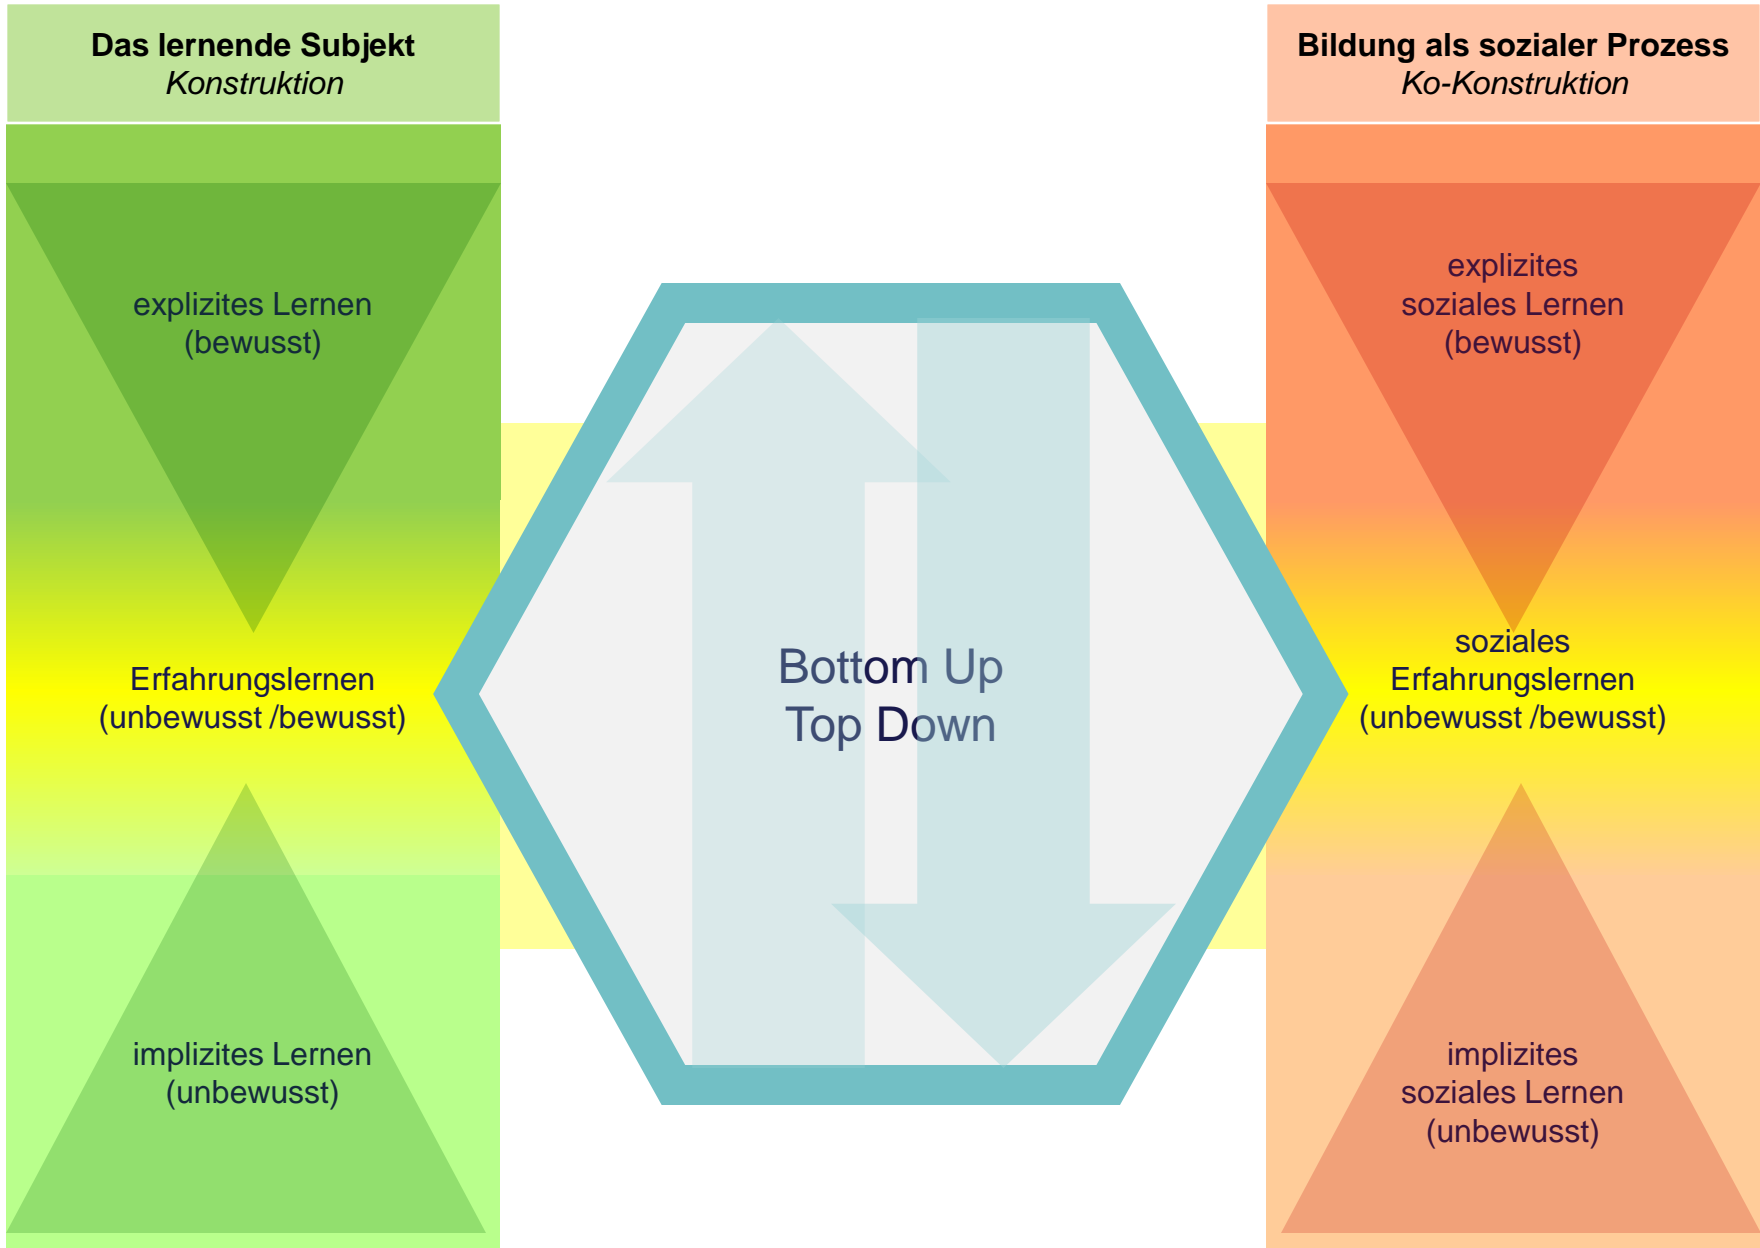 Das lernende Subjekt
Konstruktion
explizites Lernen
(bewusst)
Erfahrungslernen
(unbewusst /bewusst)
implizites Lernen
(unbewusst)
Bottom Up
Top Down
Bildung als sozialer Prozess
Ko-Konstruktion
explizites
soziales Lernen
(bewusst)
soziales
Erfahrungslernen
(unbewusst /bewusst)
implizites
soziales Lernen
(unbewusst)